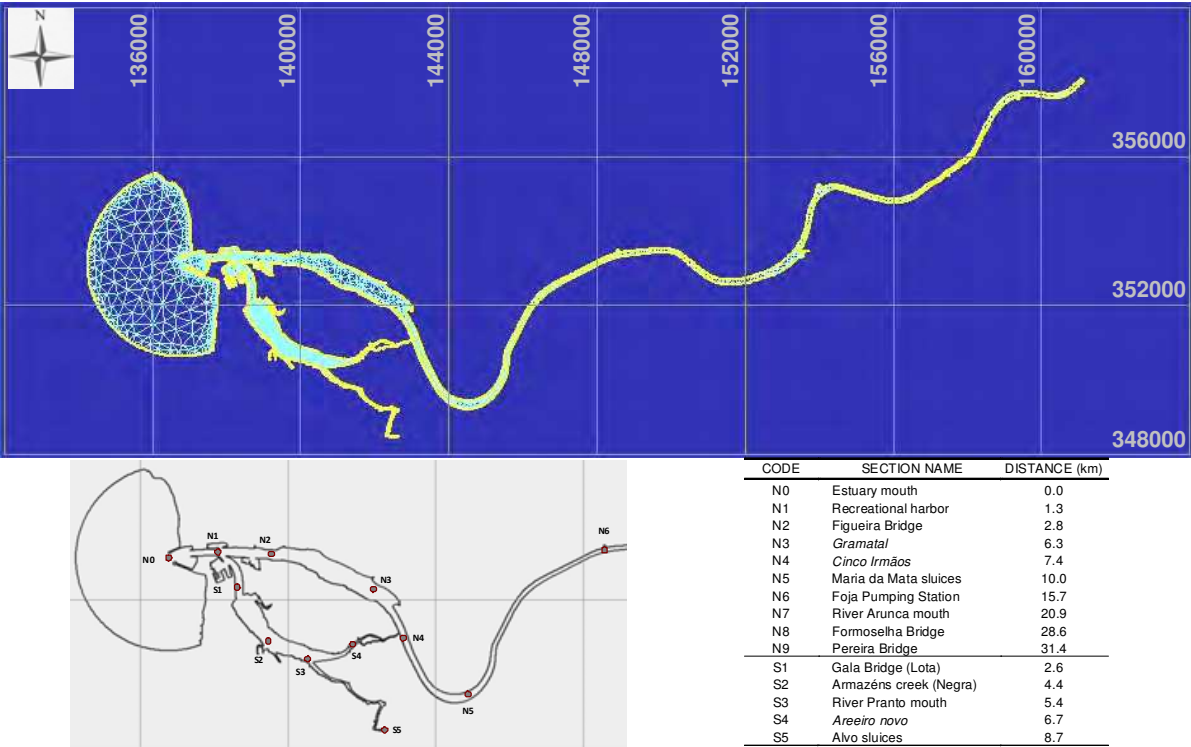 N
136000
140000
144000
148000
152000
156000
160000
356000
352000
348000
N0
N1
N2
N3
N4
N5
N6
S1
S2
S3
S4
S5
CODE SECTION NAME DISTANCE (km)
N0 Estuary mouth 0.0
N1 Recreational harbor 1.3
N2 Figueira Bridge 2.8
N3 Gramatal 6.3
N4 Cinco Irmãos 7.4
N5 Maria da Mata sluices 10.0
N6 Foja Pumping Station 15.7
N7 River Arunca mouth 20.9
N8 Formoselha Bridge 28.6
N9 Pereira Bridge 31.4
S1 Gala Bridge (Lota) 2.6
S2 Armazéns creek (Negra) 4.4
S3 River Pranto mouth 5.4
S4 Areeiro novo 6.7
S5 Alvo sluices 8.7